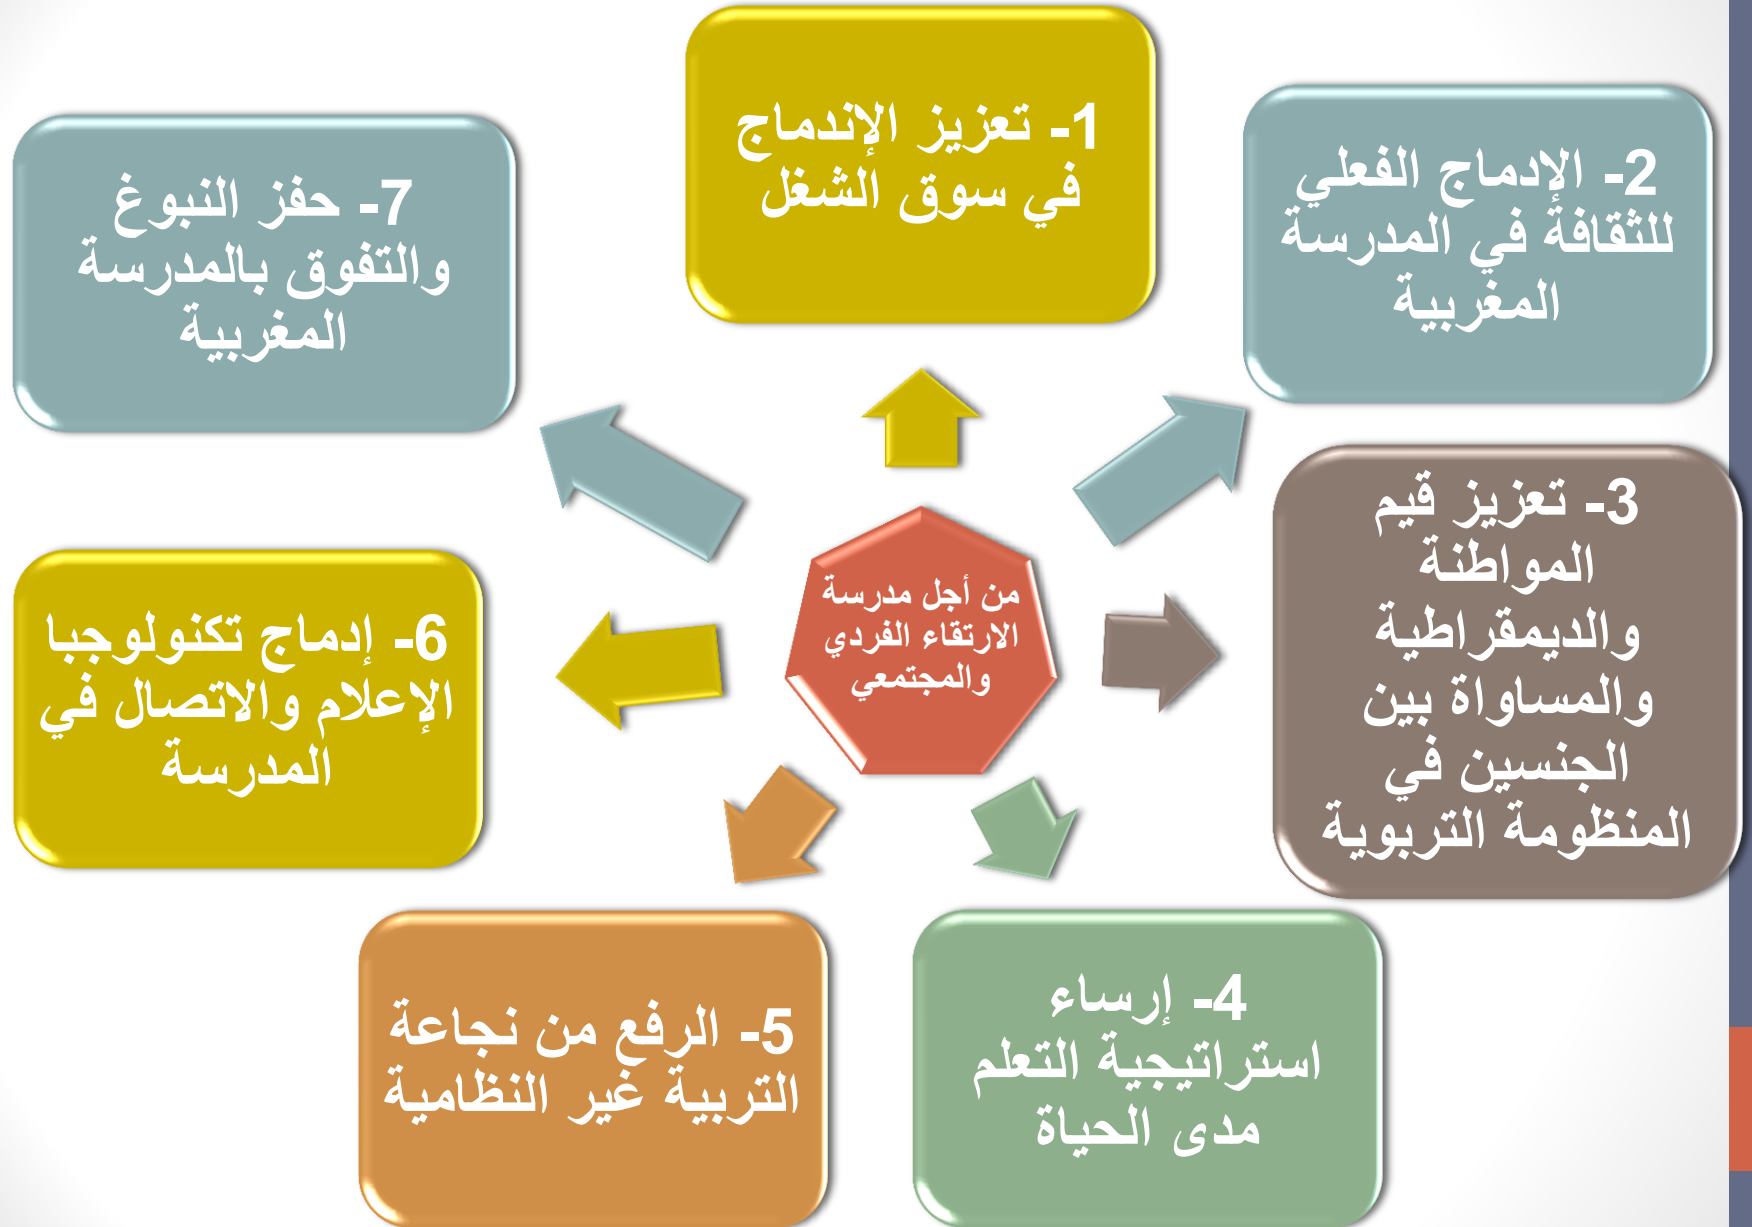 من أجل مدرسة
الارتقاء الفردي
والمجتمعي
1- تعزيز الإندماج
في سوق الشغل
2- الإدماج الفعلي
للثقافة في المدرسة
المغربية
3- تعزيز قيم
المواطنة
والديمقراطية
والمساواة بين
الجنسين في
المنظومة التربوية
4- إرساء
استراتيجية التعلم
مدى الحياة
5- الرفع من نجاعة
التربية غير النظامية
6- إدماج تكنولوجبا
الإعلام والاتصال في
المدرسة
7- حفز النبوغ
والتفوق بالمدرسة
المغربية